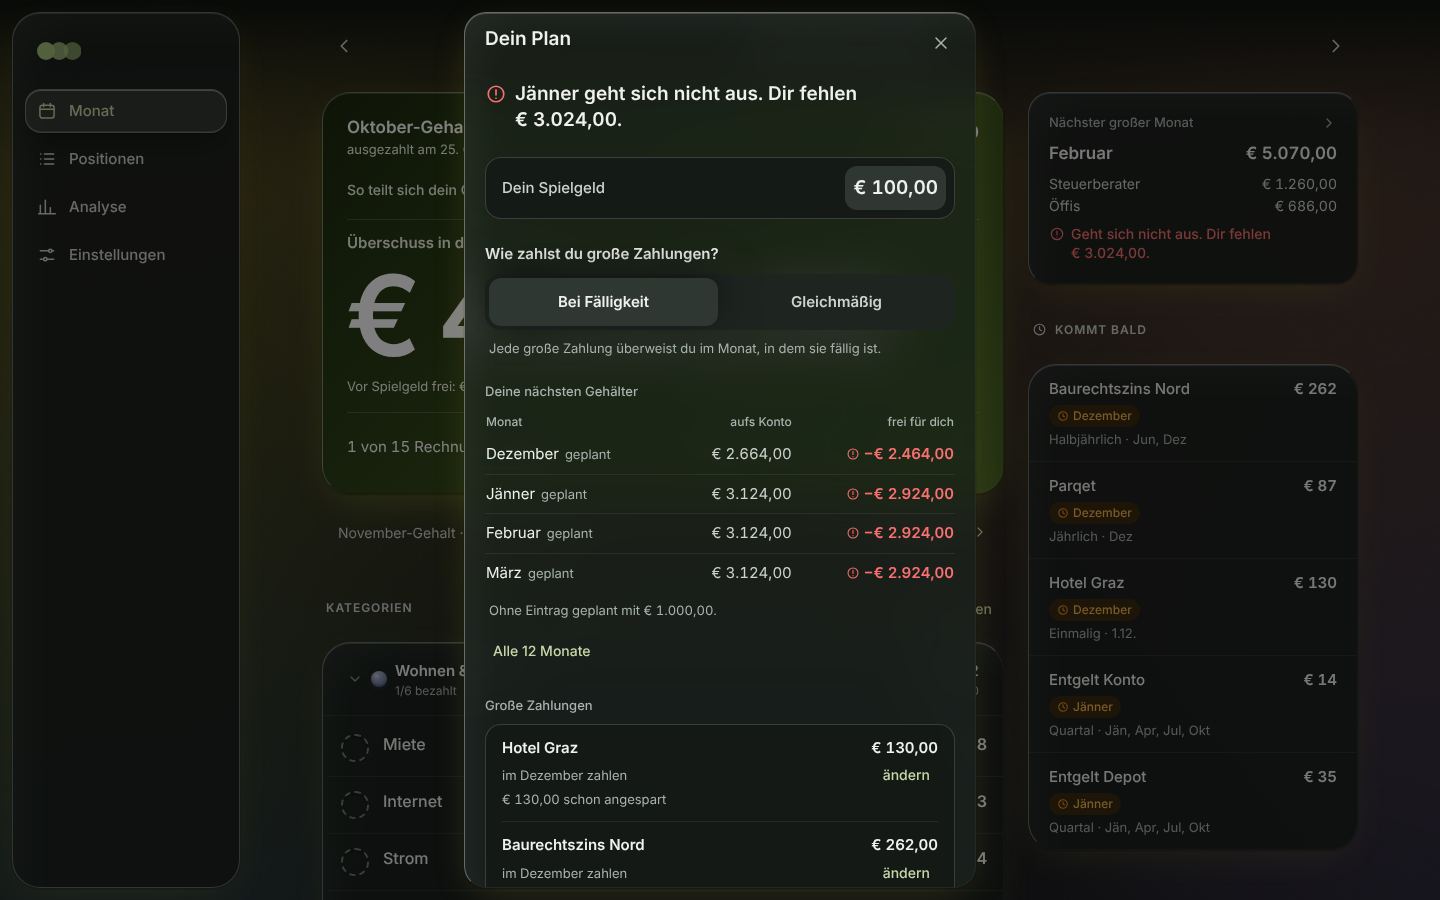 Monat
Positionen
Analyse
Einstellungen
Oktober-Geha
ausgezahlt am 25.
So teilt sich dein
Überschuss in d
€ 4
Vor Spielgeld frei: €
1 von 15 Rechnu
November-Gehalt ·
KATEGORIEN
en
Wohnen &
1/6 bezahlt
Miete
8
Internet
3
Strom
4
Dein Plan
Jänner geht sich nicht aus. Dir fehlen
€ 3.024,00.
Dein Spielgeld
€ 100,00
Wie zahlst du große Zahlungen?
Bei Fälligkeit
Gleichmäßig
Jede große Zahlung überweist du im Monat, in dem sie fällig ist.
Deine nächsten Gehälter
Monat aufs Konto frei für dich
Dezember geplant € 2.664,00 −€ 2.464,00
Jänner geplant € 3.124,00 −€ 2.924,00
Februar geplant € 3.124,00 −€ 2.924,00
März geplant € 3.124,00 −€ 2.924,00
Ohne Eintrag geplant mit € 1.000,00.
Alle 12 Monate
Große Zahlungen
Hotel Graz € 130,00
im Dezember zahlen ändern
€ 130,00 schon angespart
Baurechtszins Nord € 262,00
im Dezember zahlen ändern
Nächster großer Monat
Februar € 5.070,00
Steuerberater € 1.260,00
Öffis € 686,00
Geht sich nicht aus. Dir fehlen
€ 3.024,00.
KOMMT BALD
Baurechtszins Nord € 262
Dezember
Halbjährlich · Jun, Dez
Parqet € 87
Dezember
Jährlich · Dez
Hotel Graz € 130
Dezember
Einmalig · 1.12.
Entgelt Konto € 14
Jänner
Quartal · Jän, Apr, Jul, Okt
Entgelt Depot € 35
Jänner
Quartal · Jän, Apr, Jul, Okt